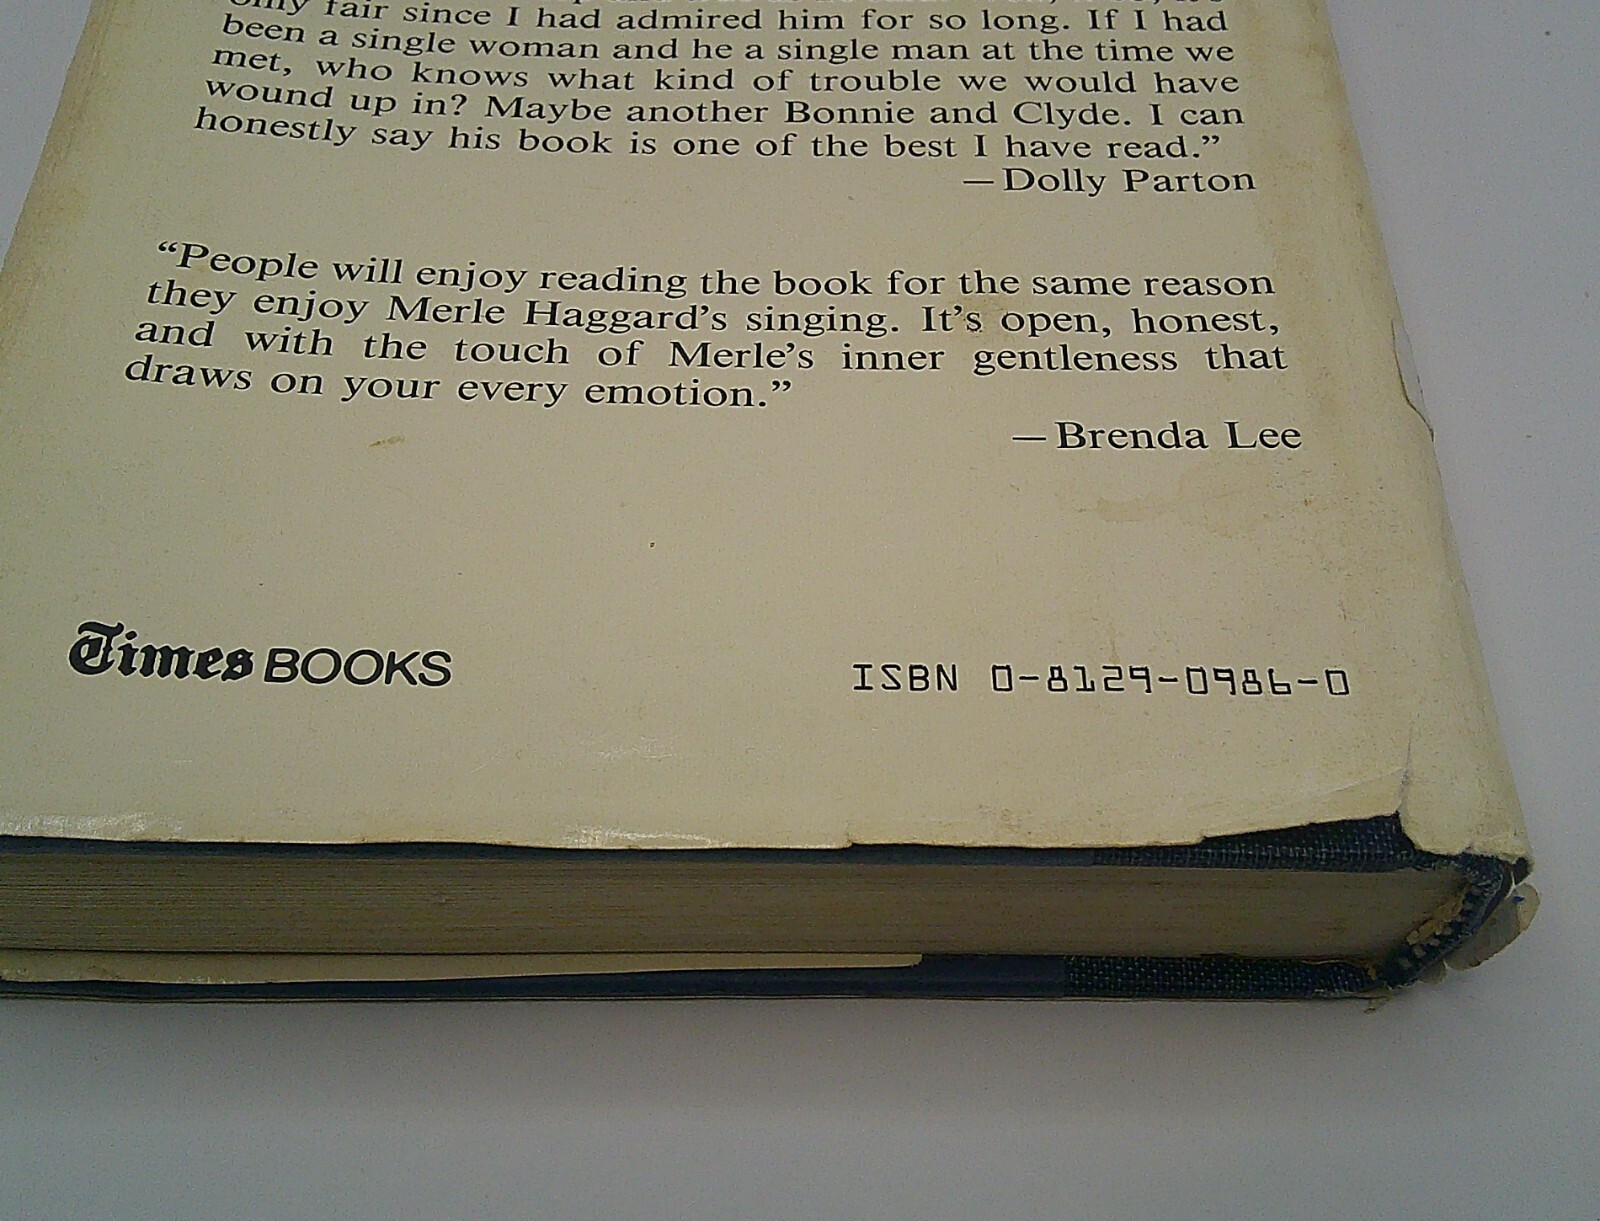 only fair since I had admired him for so long. If I had
been a single woman and he a single man at the time we
met, who knows what kind of trouble we would have
wound up in? Maybe another Bonnie and Clyde. I can
honestly say his book is one of the best I have read.”
—Dolly Parton
“People will enjoy reading the book for the same reason
they enjoy Merle Haggard’s singing. It’s open, honest,
and with the touch of Merle’s inner gentleness that
draws on your every emotion.”
—Brenda Lee
Times BOOKS
ISBN 0-8129-0986-0